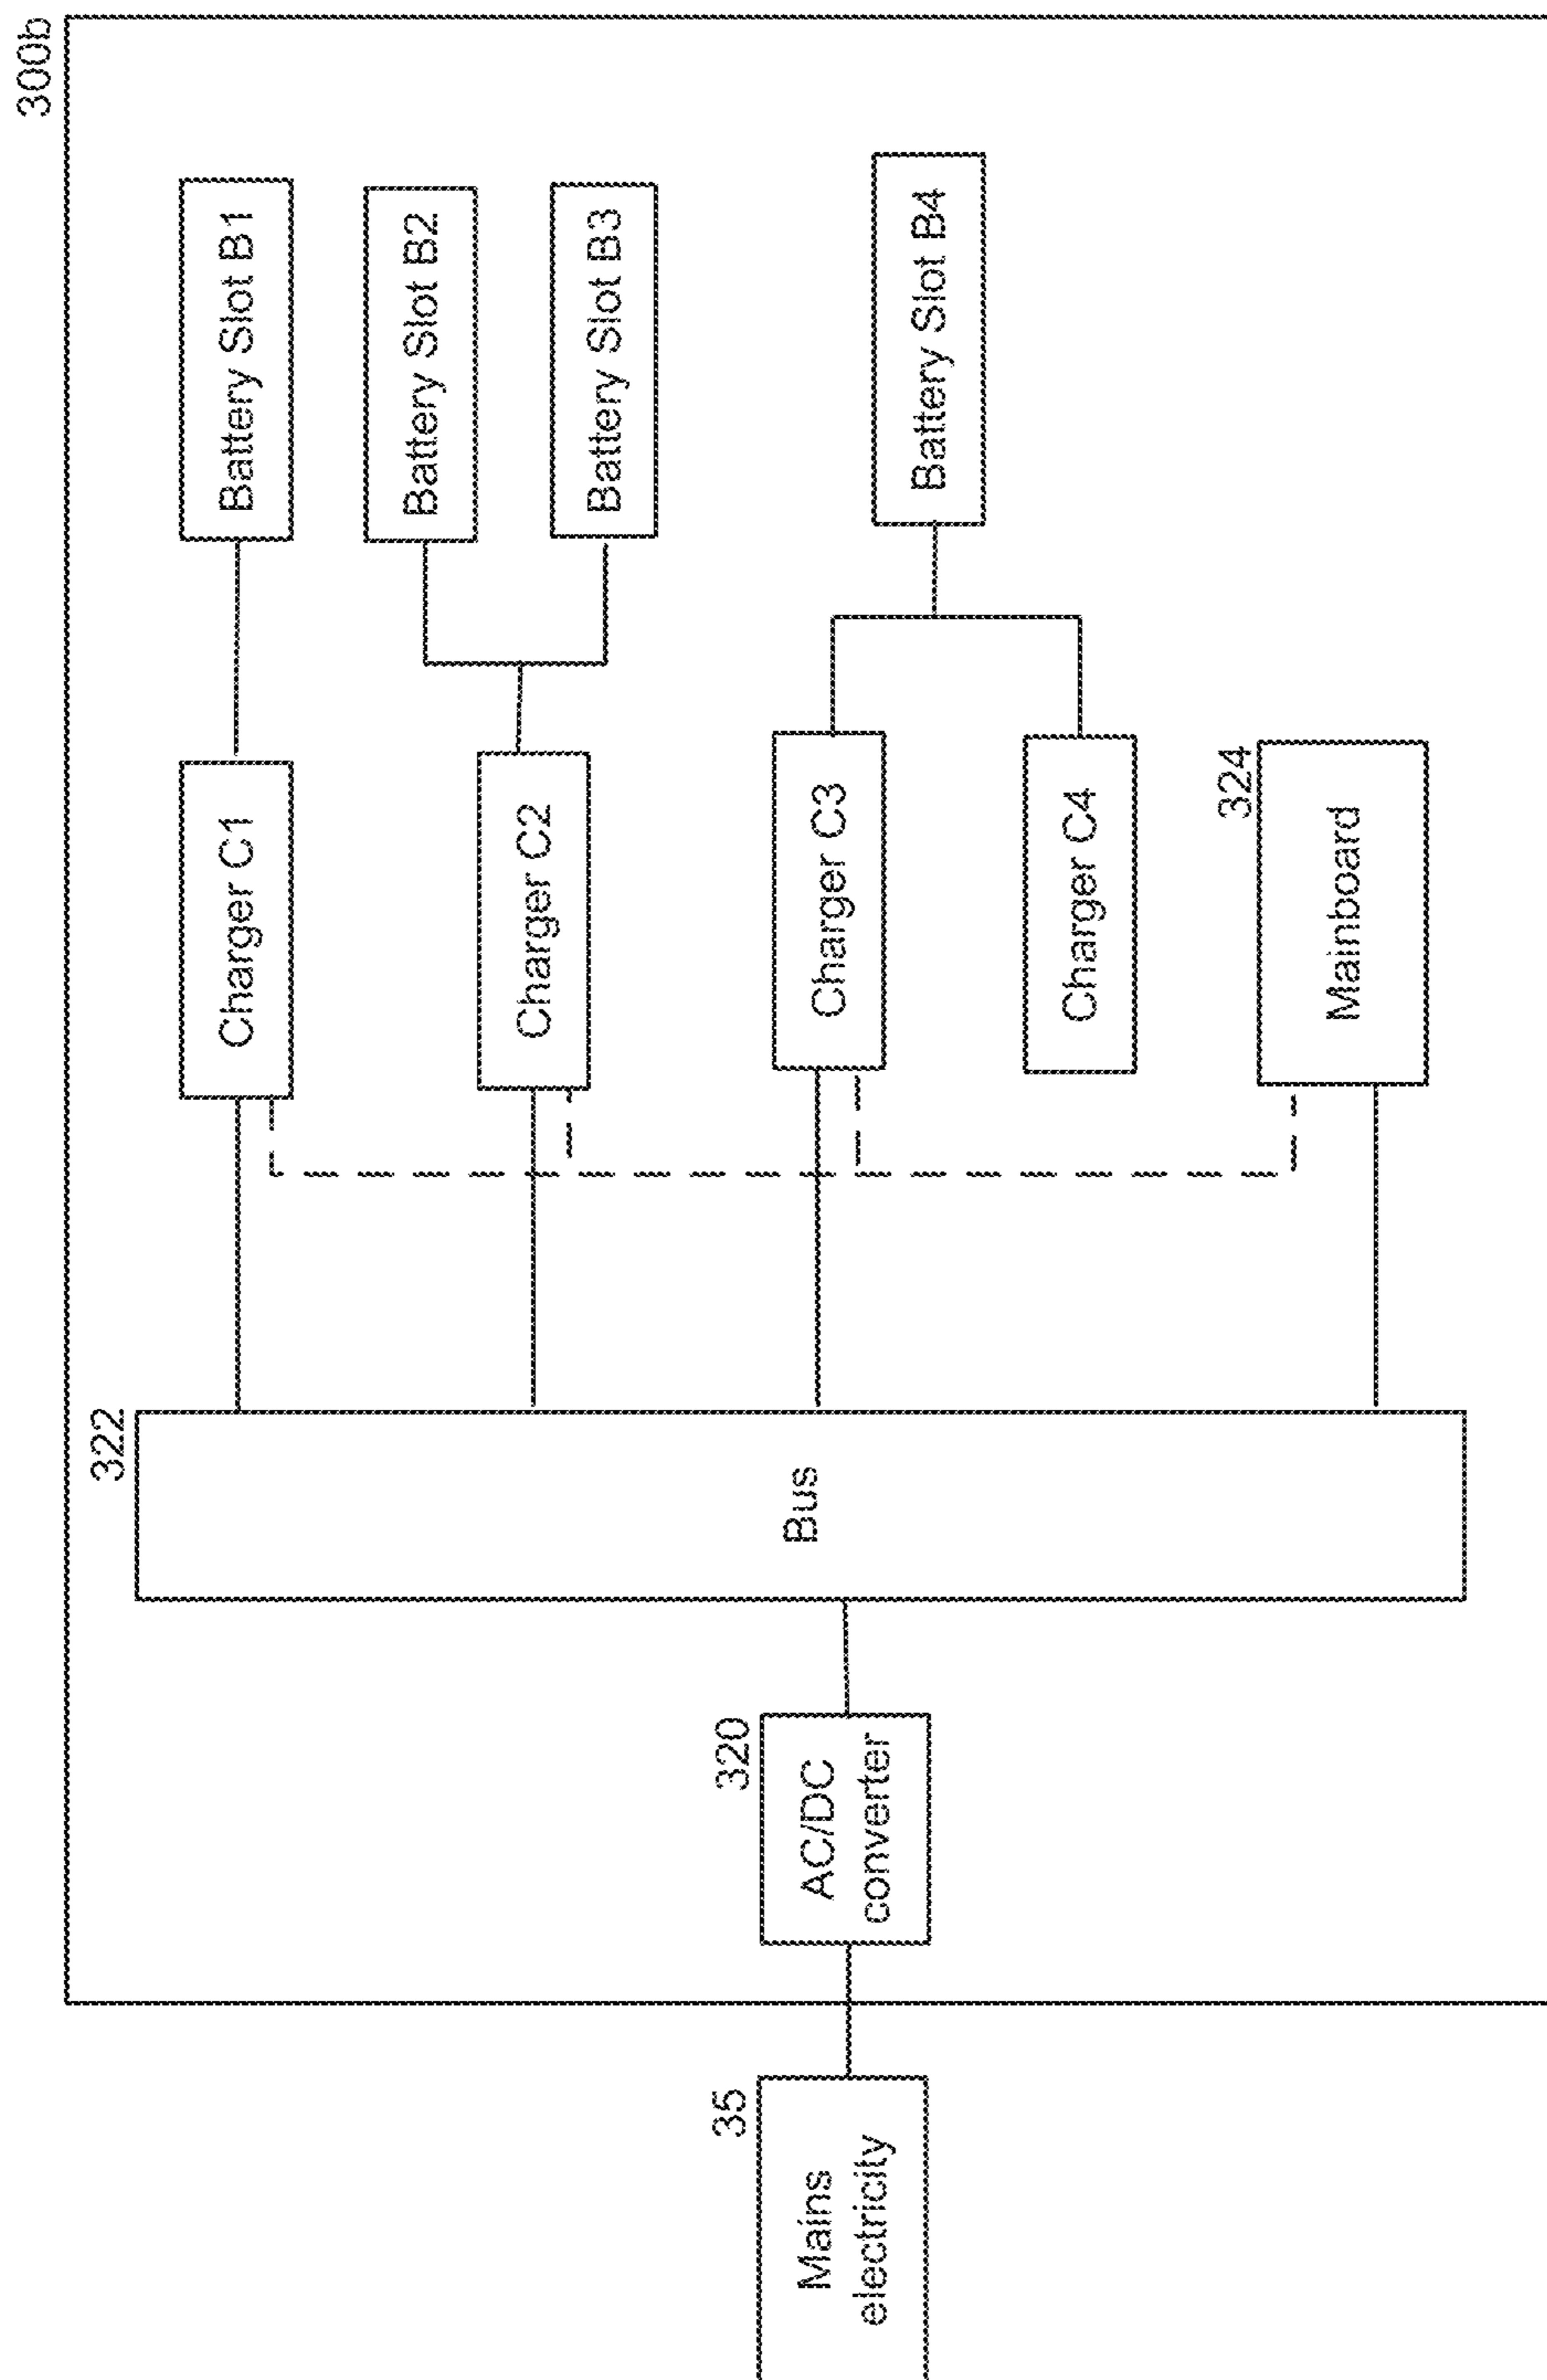 300b
35
Mains
electricity
320
AC/DC
converter
322
Bus
Charger C1
Battery Slot B1
Charger C2
Battery Slot B2
Battery Slot B3
Charger C3
Charger C4
Battery Slot B4
324
Mainboard